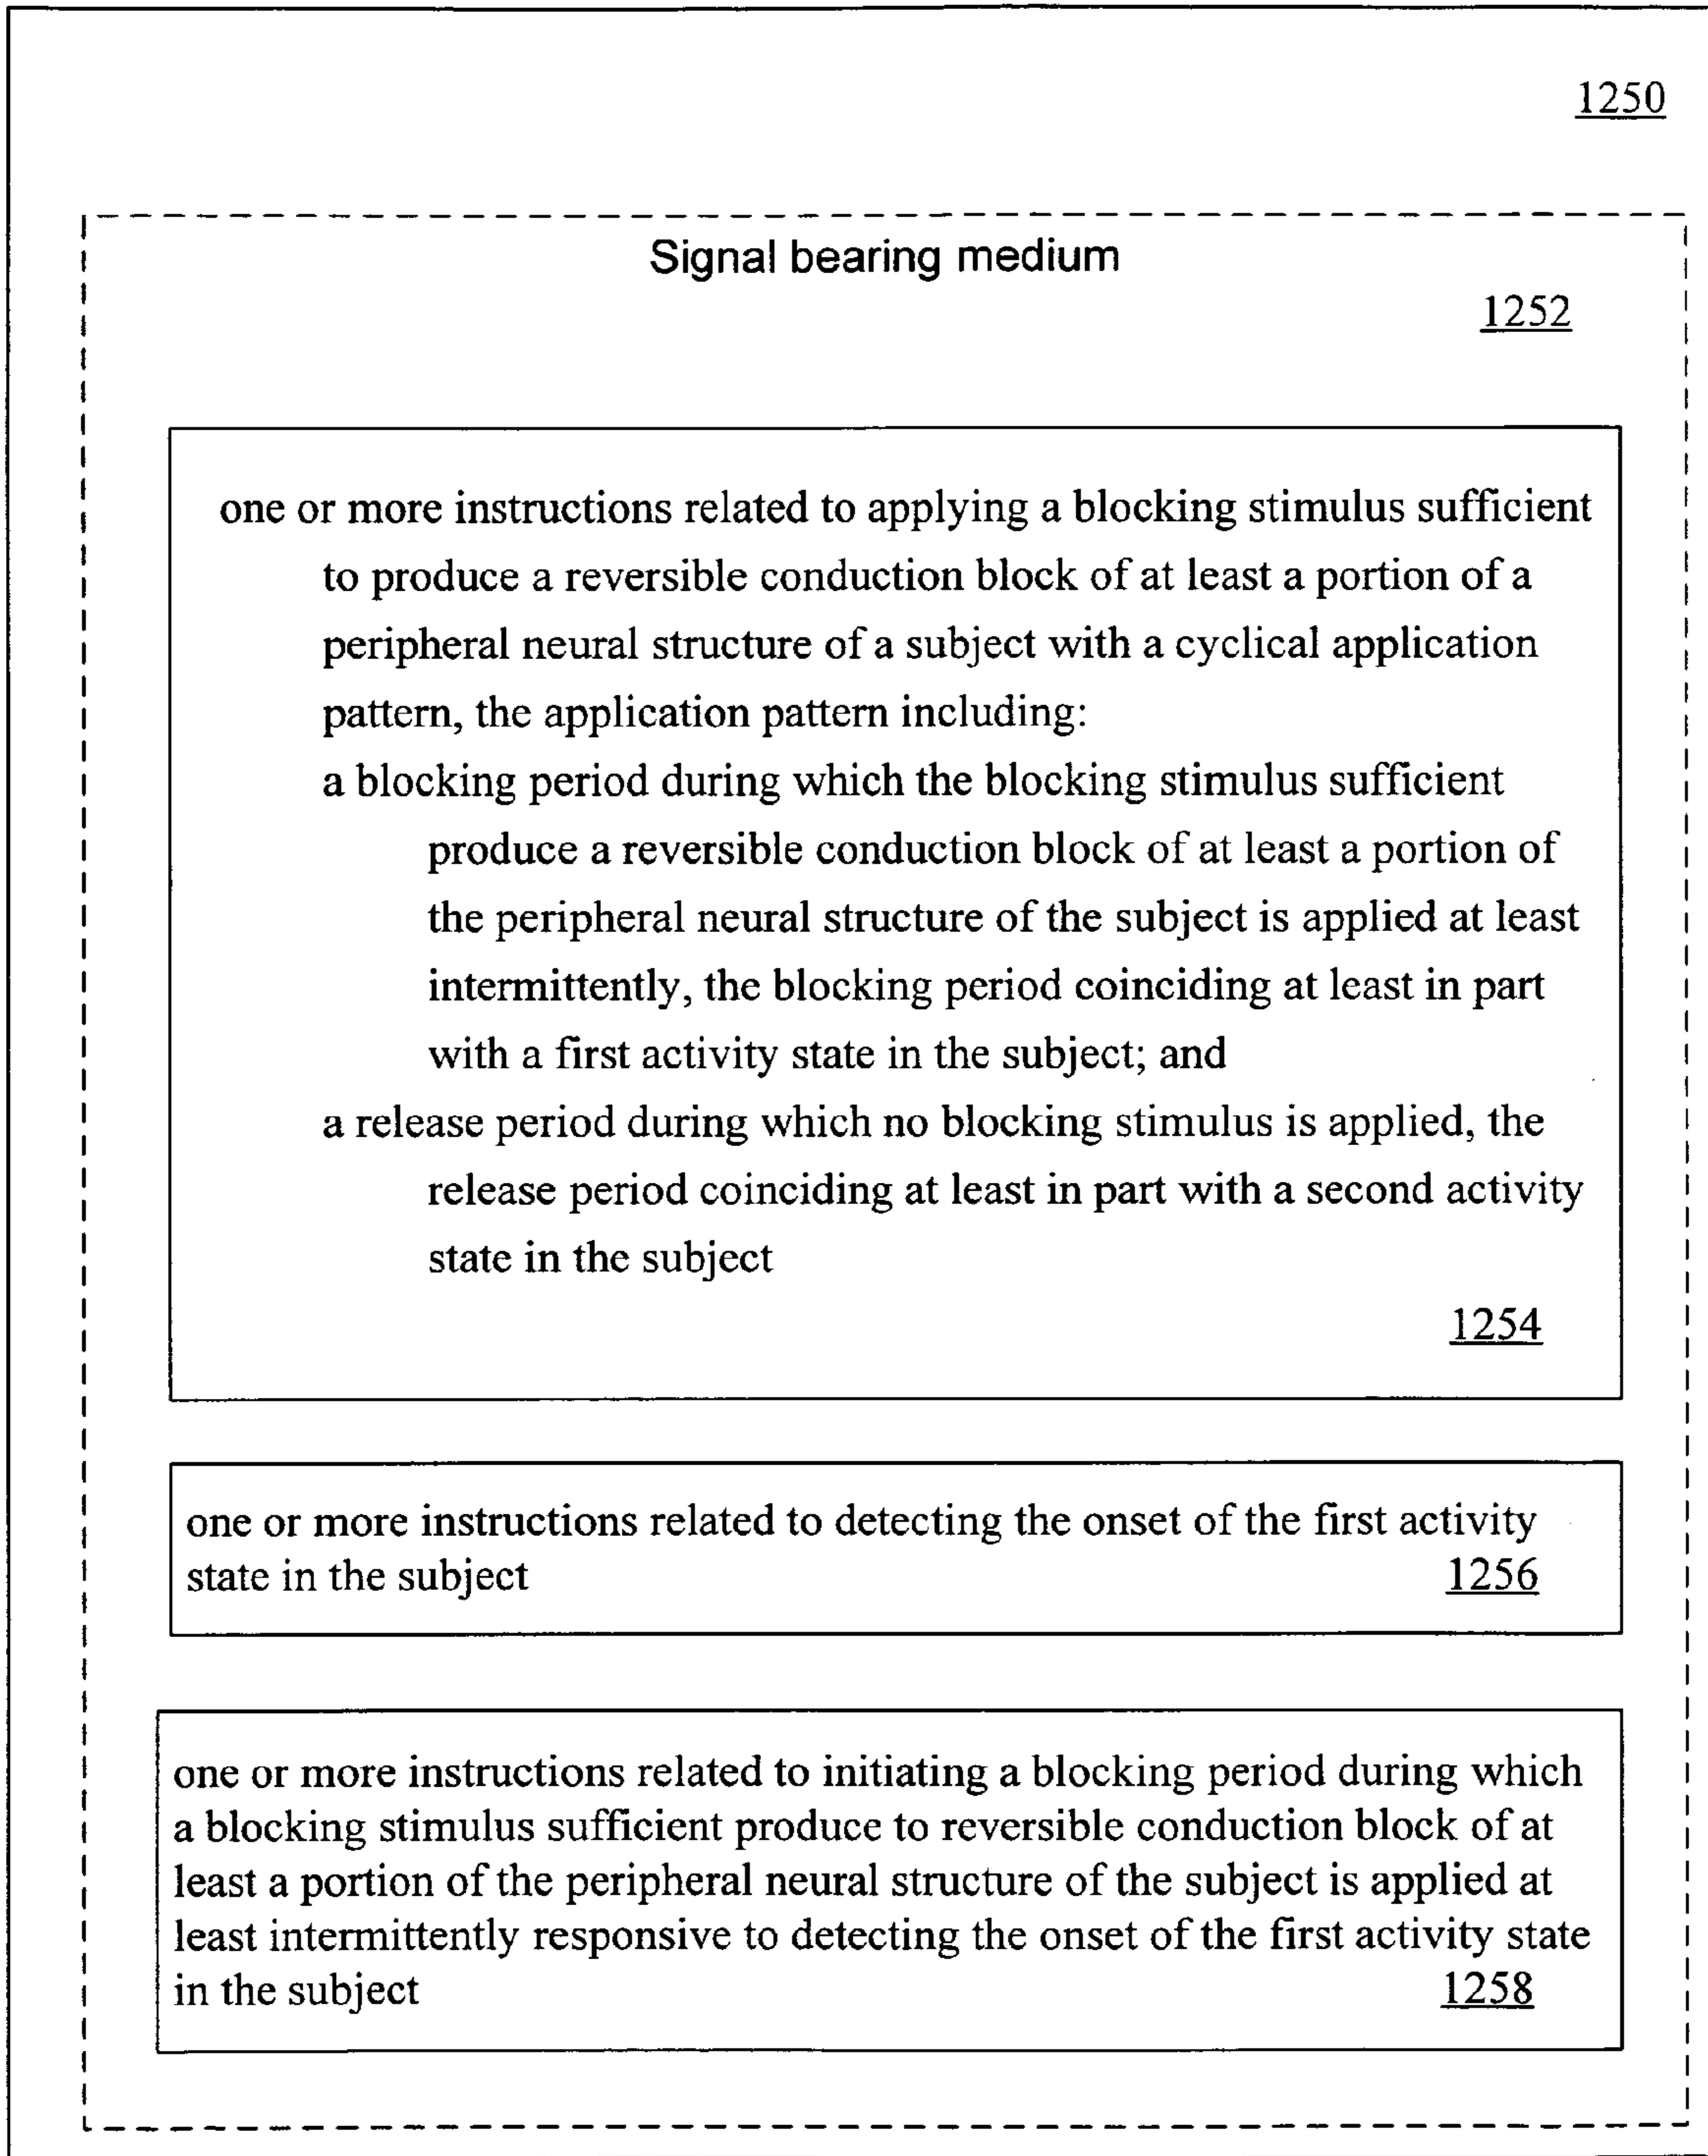 1250
Signal bearing medium
1252
one or more instructions related to applying a blocking stimulus sufficient
to produce a reversible conduction block of at least a portion of a
peripheral neural structure of a subject with a cyclical application
pattern, the application pattern including:
a blocking period during which the blocking stimulus sufficient
produce a reversible conduction block of at least a portion of
the peripheral neural structure of the subject is applied at least
intermittently, the blocking period coinciding at least in part
with a first activity state in the subject; and
a release period during which no blocking stimulus is applied, the
release period coinciding at least in part with a second activity
state in the subject
1254
one or more instructions related to detecting the onset of the first activity
state in the subject 1256
one or more instructions related to initiating a blocking period during which
a blocking stimulus sufficient produce to reversible conduction block of at
least a portion of the peripheral neural structure of the subject is applied at
least intermittently responsive to detecting the onset of the first activity state
in the subject 1258